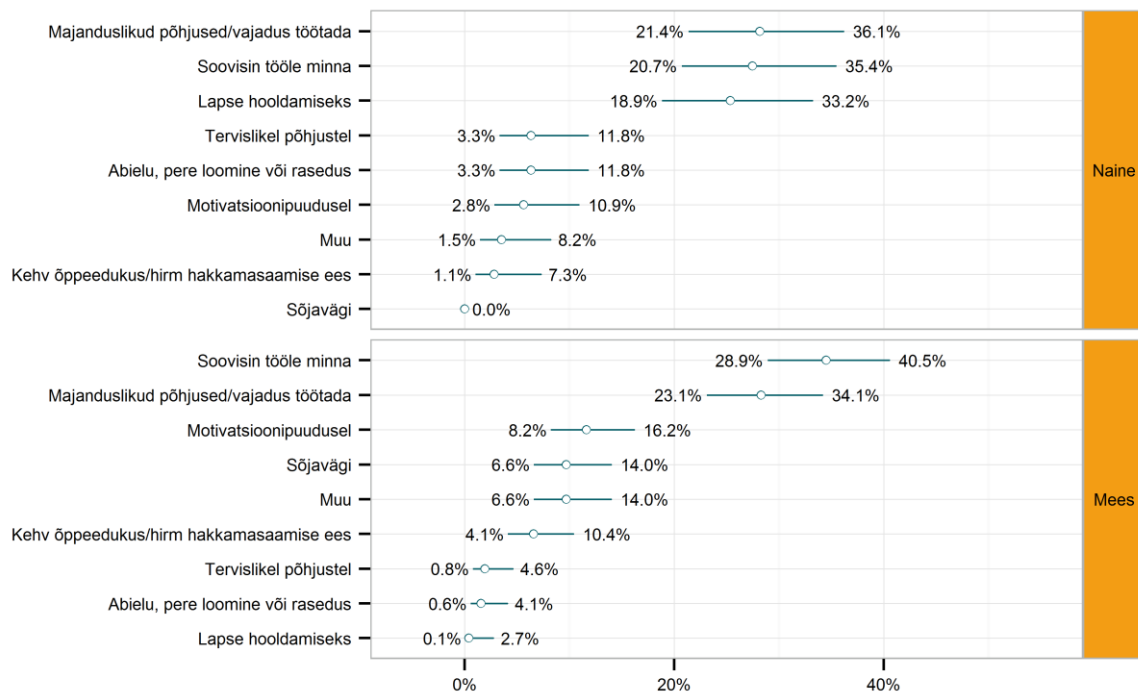 Majanduslikud põhjused/vajadus töötada 21.4% 36.1%
Soovisin tööle minna 20.7% 35.4%
Lapse hooldamiseks 18.9% 33.2%
Tervislikel põhjustel 3.3% 11.8%
Abielu, pere loomine või rasedus 3.3% 11.8%
Naine
Motivatsioonipuudusel 2.8% 10.9%
Muu 1.5% 8.2%
Kehv õppeedukus/hirm hakkamasaamise ees 1.1% 7.3%
Sõjavägi 0.0%
Soovisin tööle minna 28.9% 40.5%
Majanduslikud põhjused/vajadus töötada 23.1% 34.1%
Motivatsioonipuudusel 8.2% 16.2%
Sõjavägi 6.6% 14.0%
Muu 6.6% 14.0%
Mees
Kehv õppeedukus/hirm hakkamasaamise ees 4.1% 10.4%
Tervislikel põhjustel 0.8% 4.6%
Abielu, pere loomine või rasedus 0.6% 4.1%
Lapse hooldamiseks 0.1% 2.7%
0% 20% 40%